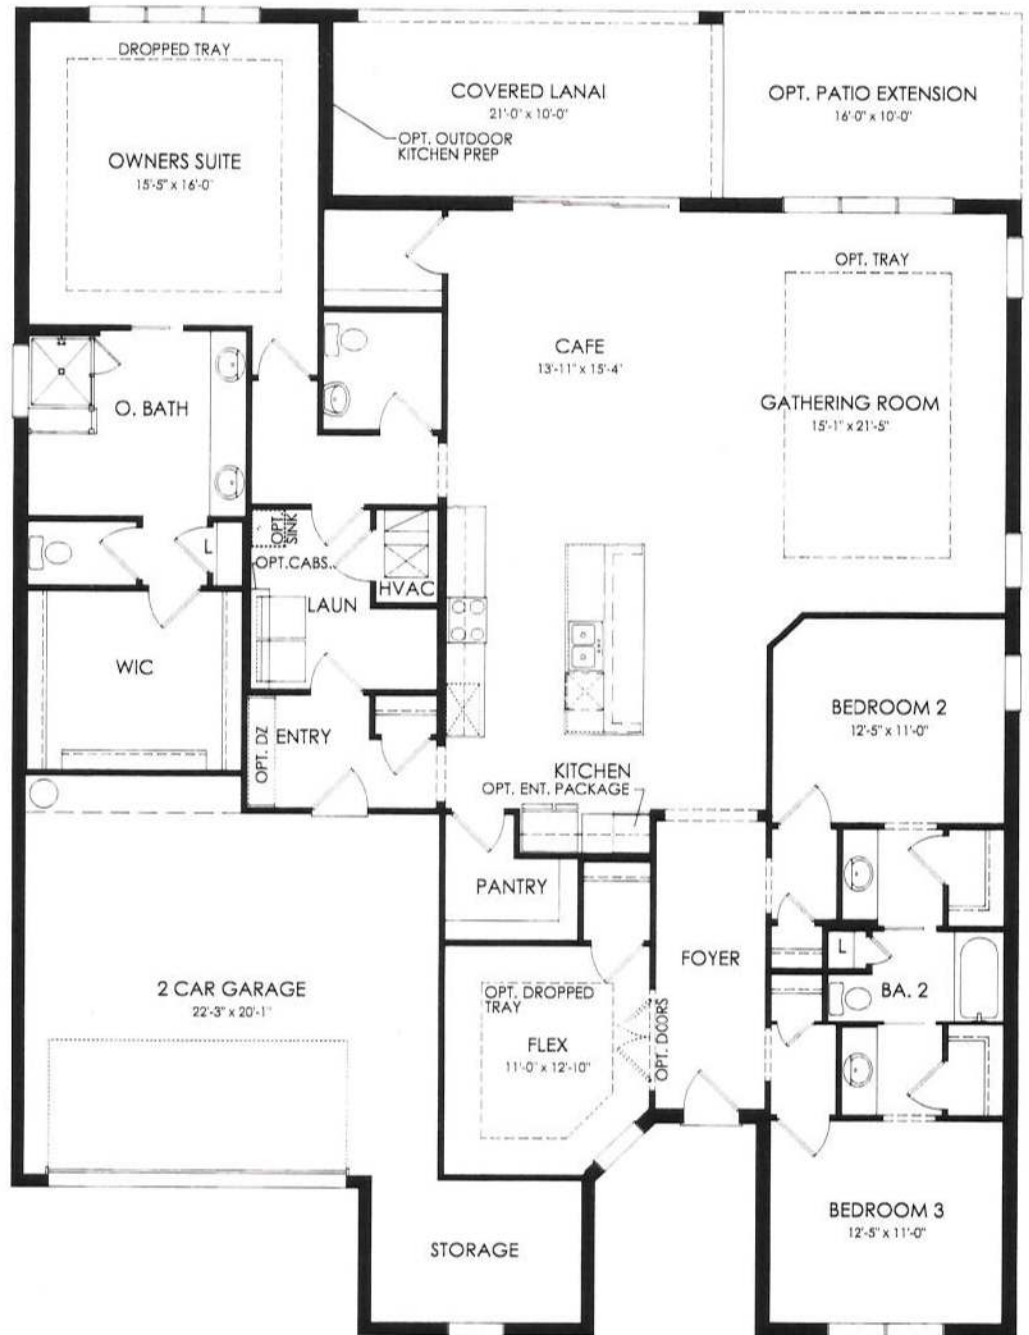 DROPPED TRAY
OWNERS SUITE
15'-5" x 16'-0"
COVERED LANAI
21'-0" x 10'-0"
OPT. OUTDOOR
KITCHEN PREP
OPT. PATIO EXTENSION
16'-0" x 10'-0"
OPT. TRAY
CAFE
13'-11" x 15'-4"
GATHERING ROOM
15'-1" x 21'-5"
O. BATH
L
OPT.
SINK
OPT.CABS.
HVAC
LAUN
WIC
OPT. DZ
ENTRY
BEDROOM 2
12'-5" x 11'-0"
KITCHEN
OPT. ENT. PACKAGE
PANTRY
FOYER
L
BA. 2
2 CAR GARAGE
22'-3" x 20'-1"
OPT. DROPPED
TRAY
FLEX
11'-0" x 12'-10"
OPT. DOORS
BEDROOM 3
12'-5" x 11'-0"
STORAGE